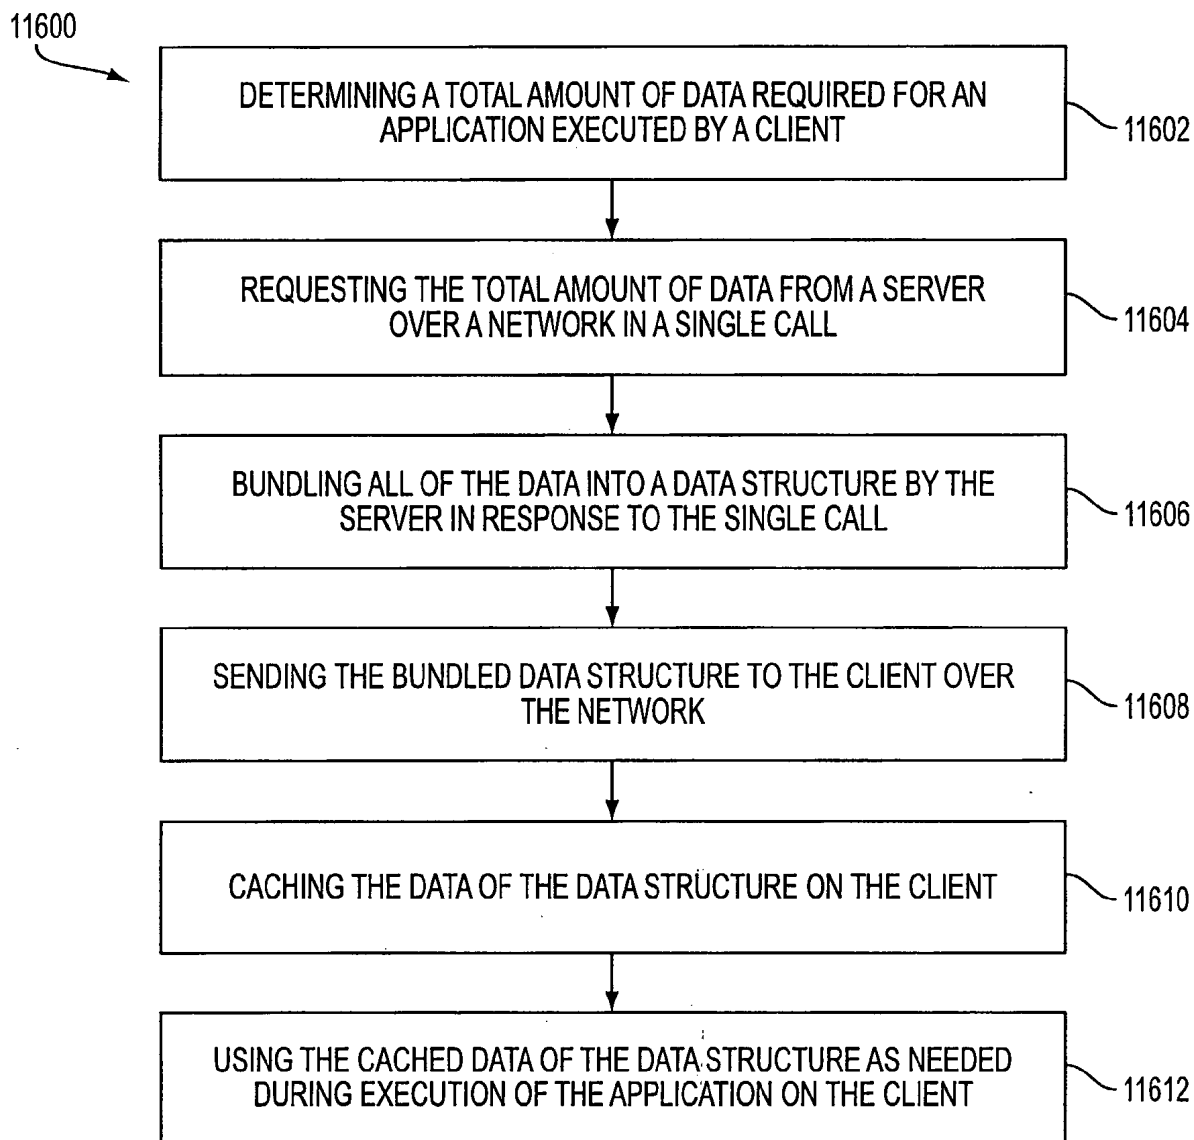 11600
DETERMINING A TOTAL AMOUNT OF DATA REQUIRED FOR AN
APPLICATION EXECUTED BY A CLIENT
11602
REQUESTING THE TOTAL AMOUNT OF DATA FROM A SERVER
OVER A NETWORK IN A SINGLE CALL
11604
BUNDLING ALL OF THE DATA INTO A DATA STRUCTURE BY THE
SERVER IN RESPONSE TO THE SINGLE CALL
11606
SENDING THE BUNDLED DATA STRUCTURE TO THE CLIENT OVER
THE NETWORK
11608
CACHING THE DATA OF THE DATA STRUCTURE ON THE CLIENT
11610
USING THE CACHED DATA OF THE DATA STRUCTURE AS NEEDED
DURING EXECUTION OF THE APPLICATION ON THE CLIENT
11612